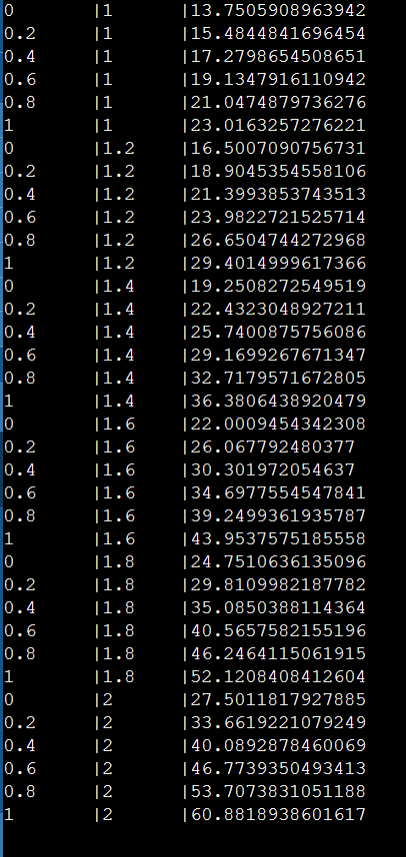 0 |1 |13.7505908963942
0.2 |1 |15.4844841696454
0.4 |1 |17.2798654508651
0.6 |1 |19.1347916110942
0.8 |1 |21.0474879736276
1 |1 |23.0163257276221
0 |1.2 |16.5007090756731
0.2 |1.2 |18.9045354558106
0.4 |1.2 |21.3993853743513
0.6 |1.2 |23.9822721525714
0.8 |1.2 |26.6504744272968
1 |1.2 |29.4014999617366
0 |1.4 |19.2508272549519
0.2 |1.4 |22.4323048927211
0.4 |1.4 |25.7400875756086
0.6 |1.4 |29.1699267671347
0.8 |1.4 |32.7179571672805
1 |1.4 |36.3806438920479
0 |1.6 |22.0009454342308
0.2 |1.6 |26.067792480377
0.4 |1.6 |30.301972054637
0.6 |1.6 |34.6977554547841
0.8 |1.6 |39.2499361935787
1 |1.6 |43.9537575185558
0 |1.8 |24.7510636135096
0.2 |1.8 |29.8109982187782
0.4 |1.8 |35.0850388114364
0.6 |1.8 |40.5657582155196
0.8 |1.8 |46.2464115061915
1 |1.8 |52.1208408412604
0 |2 |27.5011817927885
0.2 |2 |33.6619221079249
0.4 |2 |40.0892878460069
0.6 |2 |46.7739350493413
0.8 |2 |53.7073831051188
1 |2 |60.8818938601617